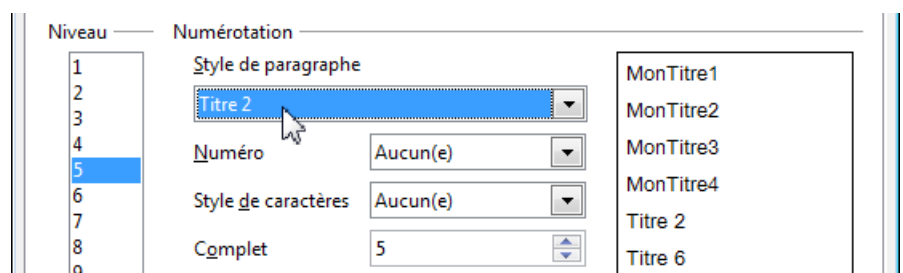 Niveau
Numérotation
1
2
3
4
5
6
7
8
9
Style de paragraphe
Titre 2
Numéro
Aucun(e)
Style de caractères
Aucun(e)
Complet
5
MonTitre1
MonTitre2
MonTitre3
MonTitre4
Titre 2
Titre 6